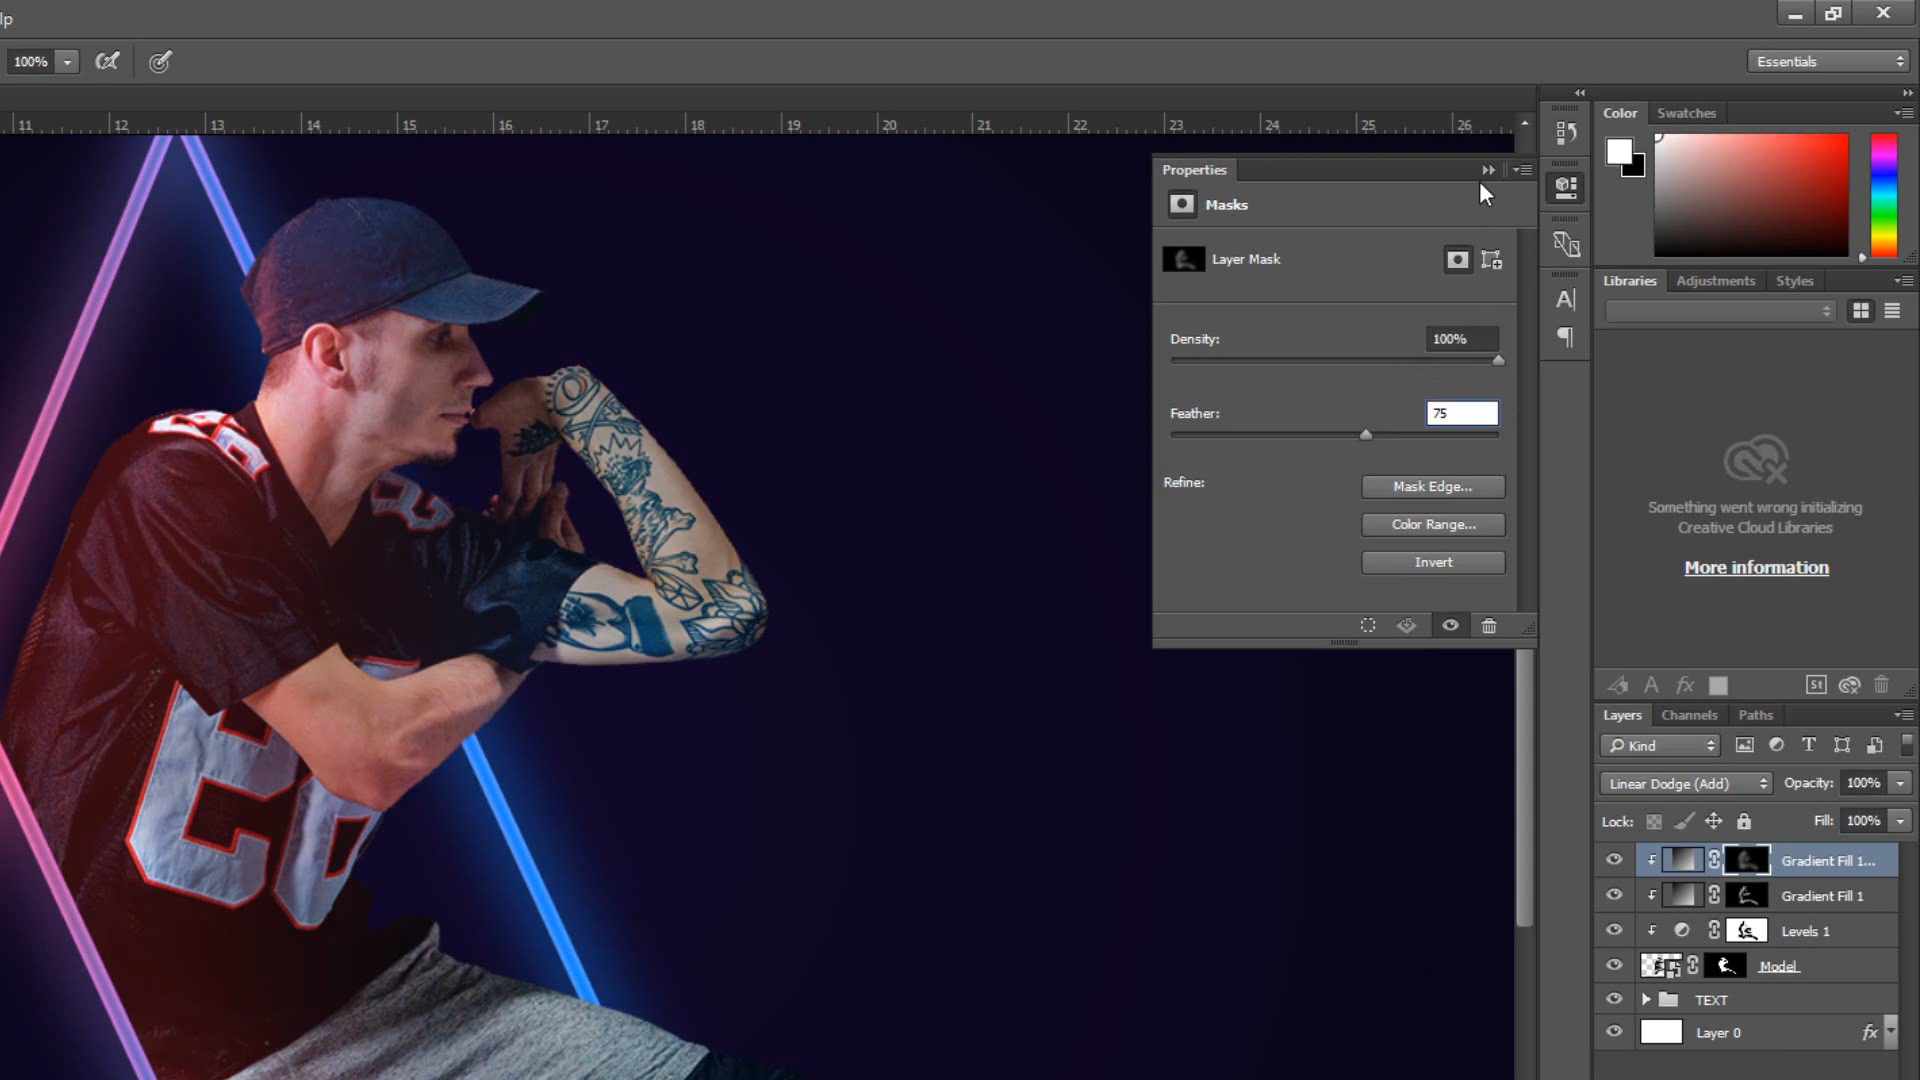 lp
100%
Essentials
11 12 13 14 15 16 17 18 19 20 21 22 23 24 25 26
Color Swatches
Properties
Masks
Layer Mask
Density: 100%
Feather: 75
Refine:
Mask Edge...
Color Range...
Invert
Libraries Adjustments Styles
Something went wrong initializing
Creative Cloud Libraries
More information
St
Layers Channels Paths
Kind
Linear Dodge (Add) Opacity: 100%
Lock: Fill: 100%
Gradient Fill 1...
Gradient Fill 1
Levels 1
Model
TEXT
Layer 0 fx